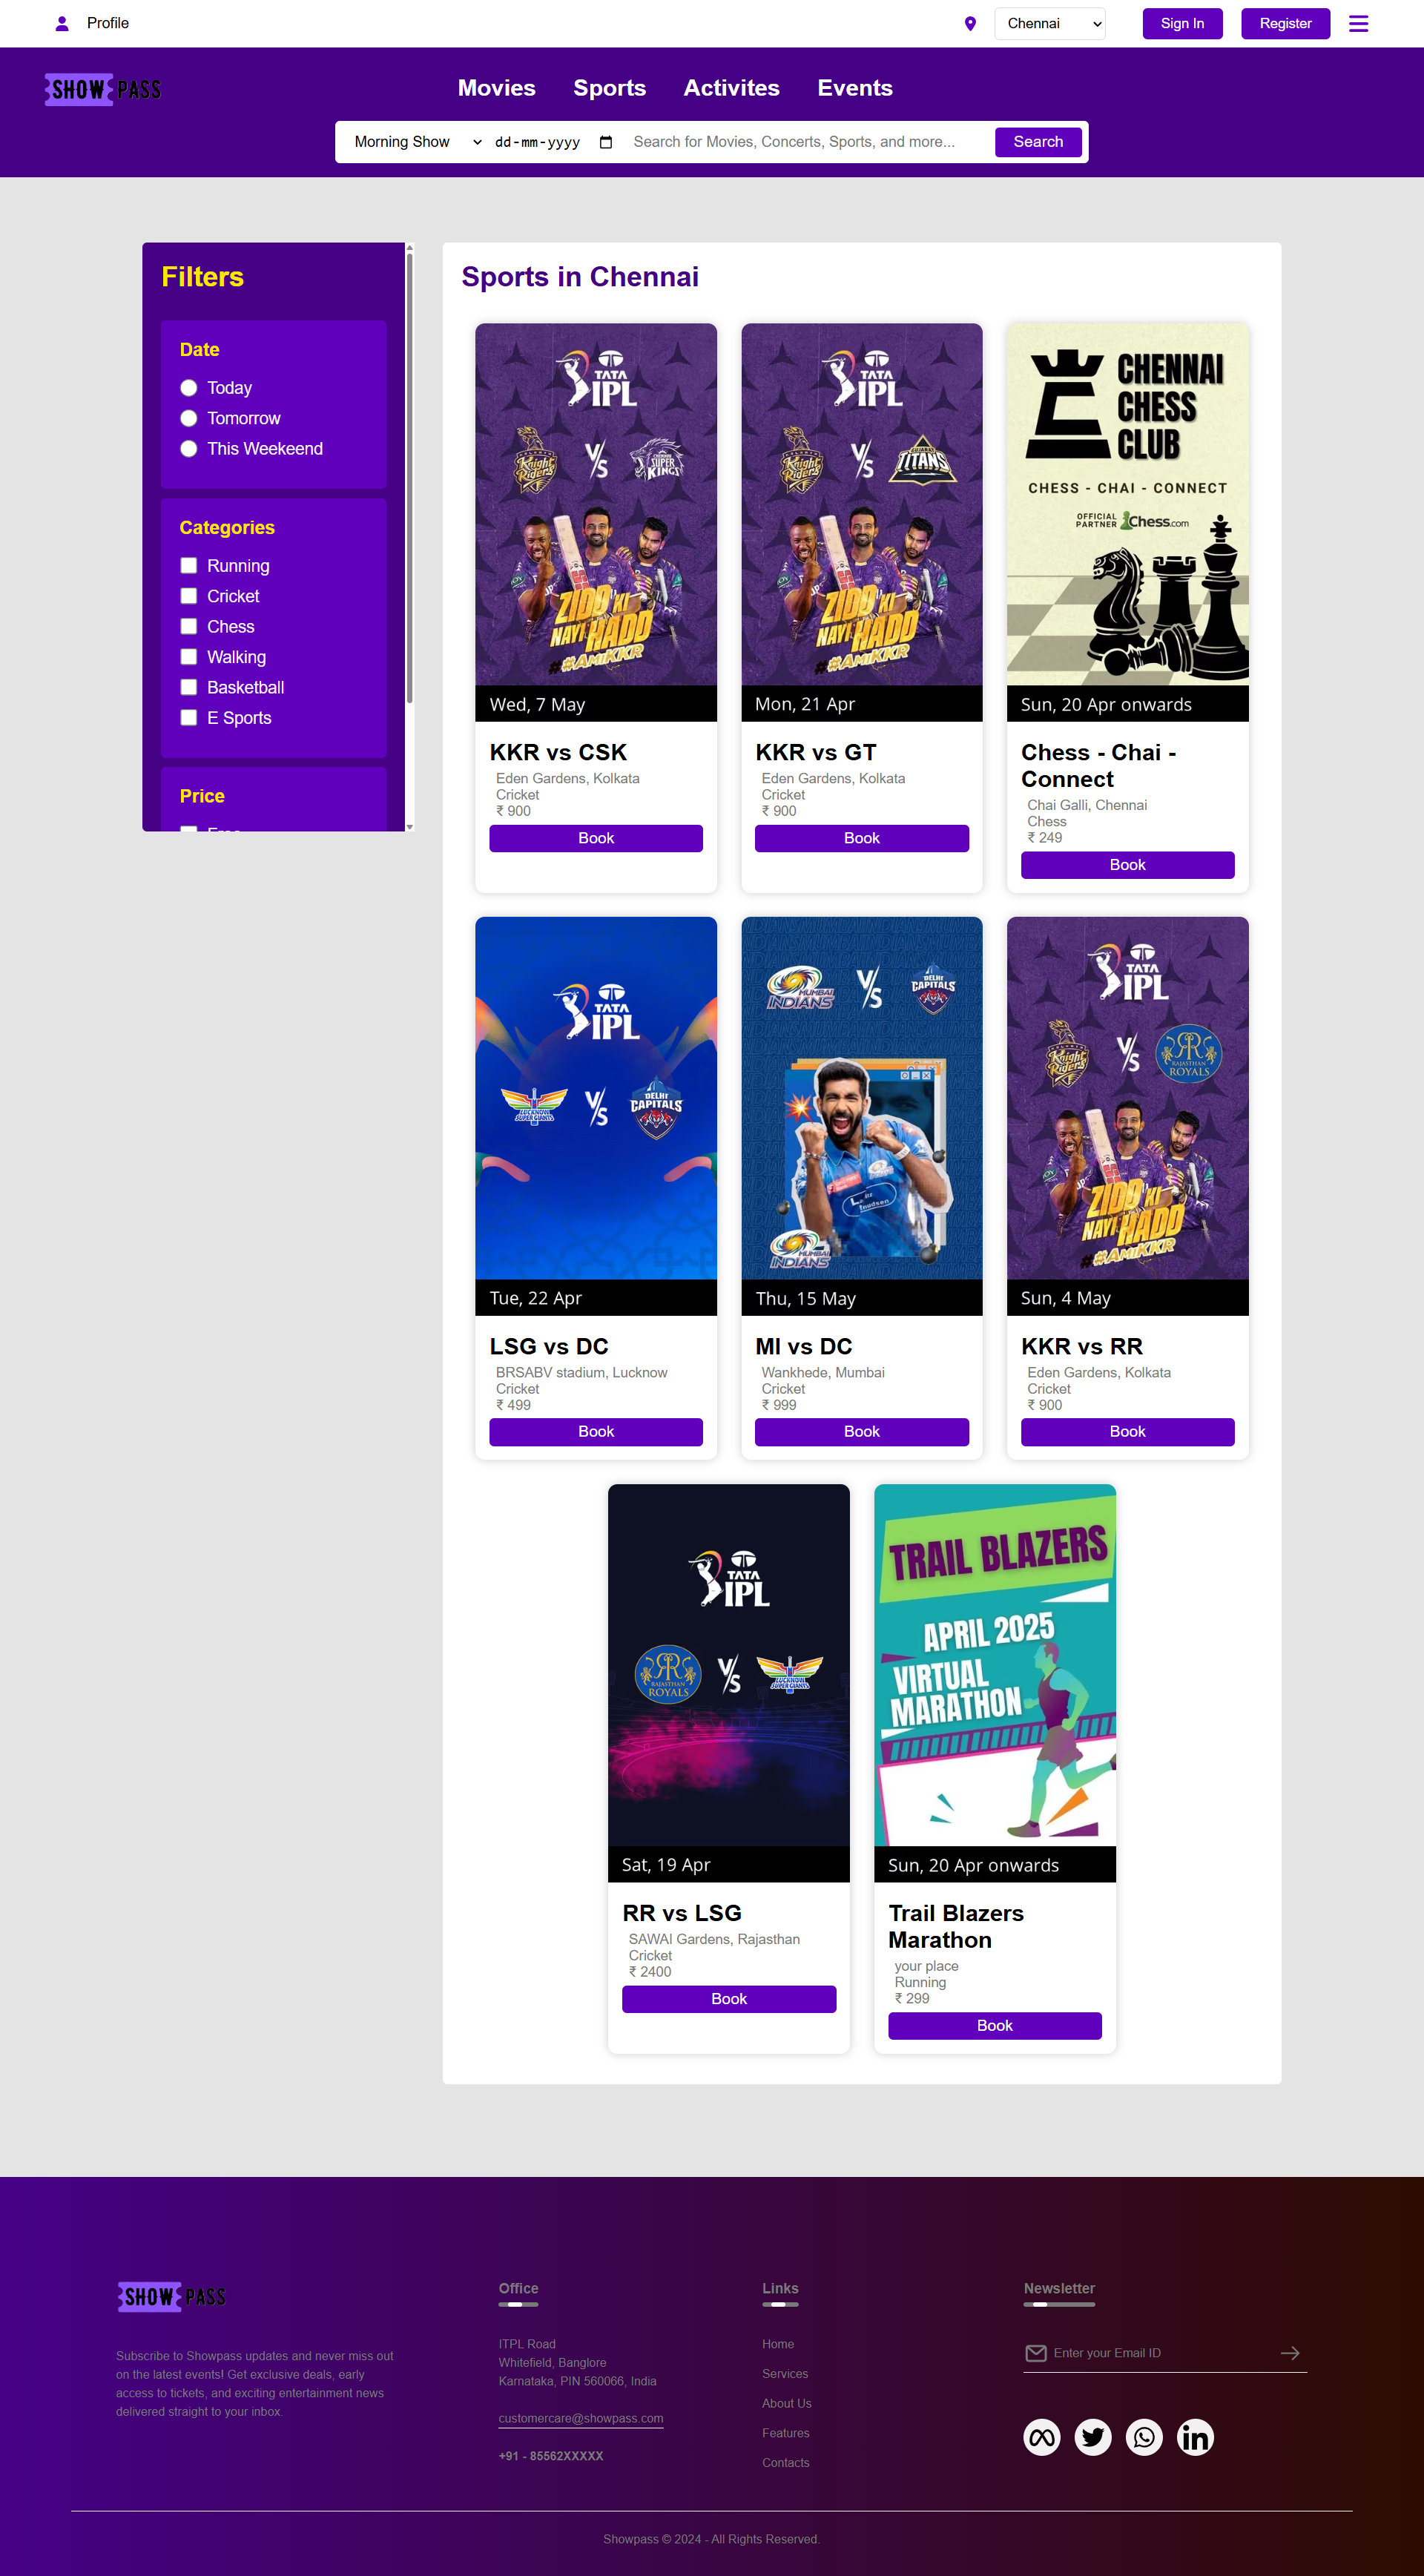 Profile
Chennai
Sign In
Register
SHOW PASS
Movies
Sports
Activites
Events
Morning Show
dd-mm-yyyy
Search for Movies, Concerts, Sports, and more...
Search
Filters
Date
Today
Tomorrow
This Weekeend
Categories
Running
Cricket
Chess
Walking
Basketball
E Sports
Price
Free
Sports in Chennai
TATA
IPL
Knight
Riders
VS
CHENNAI
SUPER
KINGS
ZIDD KI
NAYI HADD
#AMIKKR
Wed, 7 May
KKR vs CSK
Eden Gardens, Kolkata
Cricket
₹ 900
Book
TATA
IPL
Knight
Riders
VS
GUJARAT
TITANS
ZIDD KI
NAYI HADD
#AMIKKR
Mon, 21 Apr
KKR vs GT
Eden Gardens, Kolkata
Cricket
₹ 900
Book
CHENNAI
CHESS
CLUB
CHESS - CHAI - CONNECT
OFFICIAL
PARTNER
Chess.com
Sun, 20 Apr onwards
Chess - Chai -
Connect
Chai Galli, Chennai
Chess
₹ 249
Book
TATA
IPL
LUCKNOW
SUPER GIANTS
VS
DELHI
CAPITALS
Tue, 22 Apr
LSG vs DC
BRSABV stadium, Lucknow
Cricket
₹ 499
Book
MUMBAI
INDIANS
VS
DELHI
CAPITALS
MUMBAI
INDIANS
Thu, 15 May
MI vs DC
Wankhede, Mumbai
Cricket
₹ 999
Book
TATA
IPL
Knight
Riders
VS
RAJASTHAN
ROYALS
ZIDD KI
NAYI HADD
#AMIKKR
Sun, 4 May
KKR vs RR
Eden Gardens, Kolkata
Cricket
₹ 900
Book
TATA
IPL
RAJASTHAN
ROYALS
VS
LUCKNOW
SUPER GIANTS
Sat, 19 Apr
RR vs LSG
SAWAI Gardens, Rajasthan
Cricket
₹ 2400
Book
TRAIL BLAZERS
APRIL 2025
VIRTUAL
MARATHON
Sun, 20 Apr onwards
Trail Blazers
Marathon
your place
Running
₹ 299
Book
SHOW PASS
Subscribe to Showpass updates and never miss out
on the latest events! Get exclusive deals, early
access to tickets, and exciting entertainment news
delivered straight to your inbox.
Office
ITPL Road
Whitefield, Banglore
Karnataka, PIN 560066, India
customercare@showpass.com
+91 - 85562XXXXX
Links
Home
Services
About Us
Features
Contacts
Newsletter
Enter your Email ID
Showpass © 2024 - All Rights Reserved.